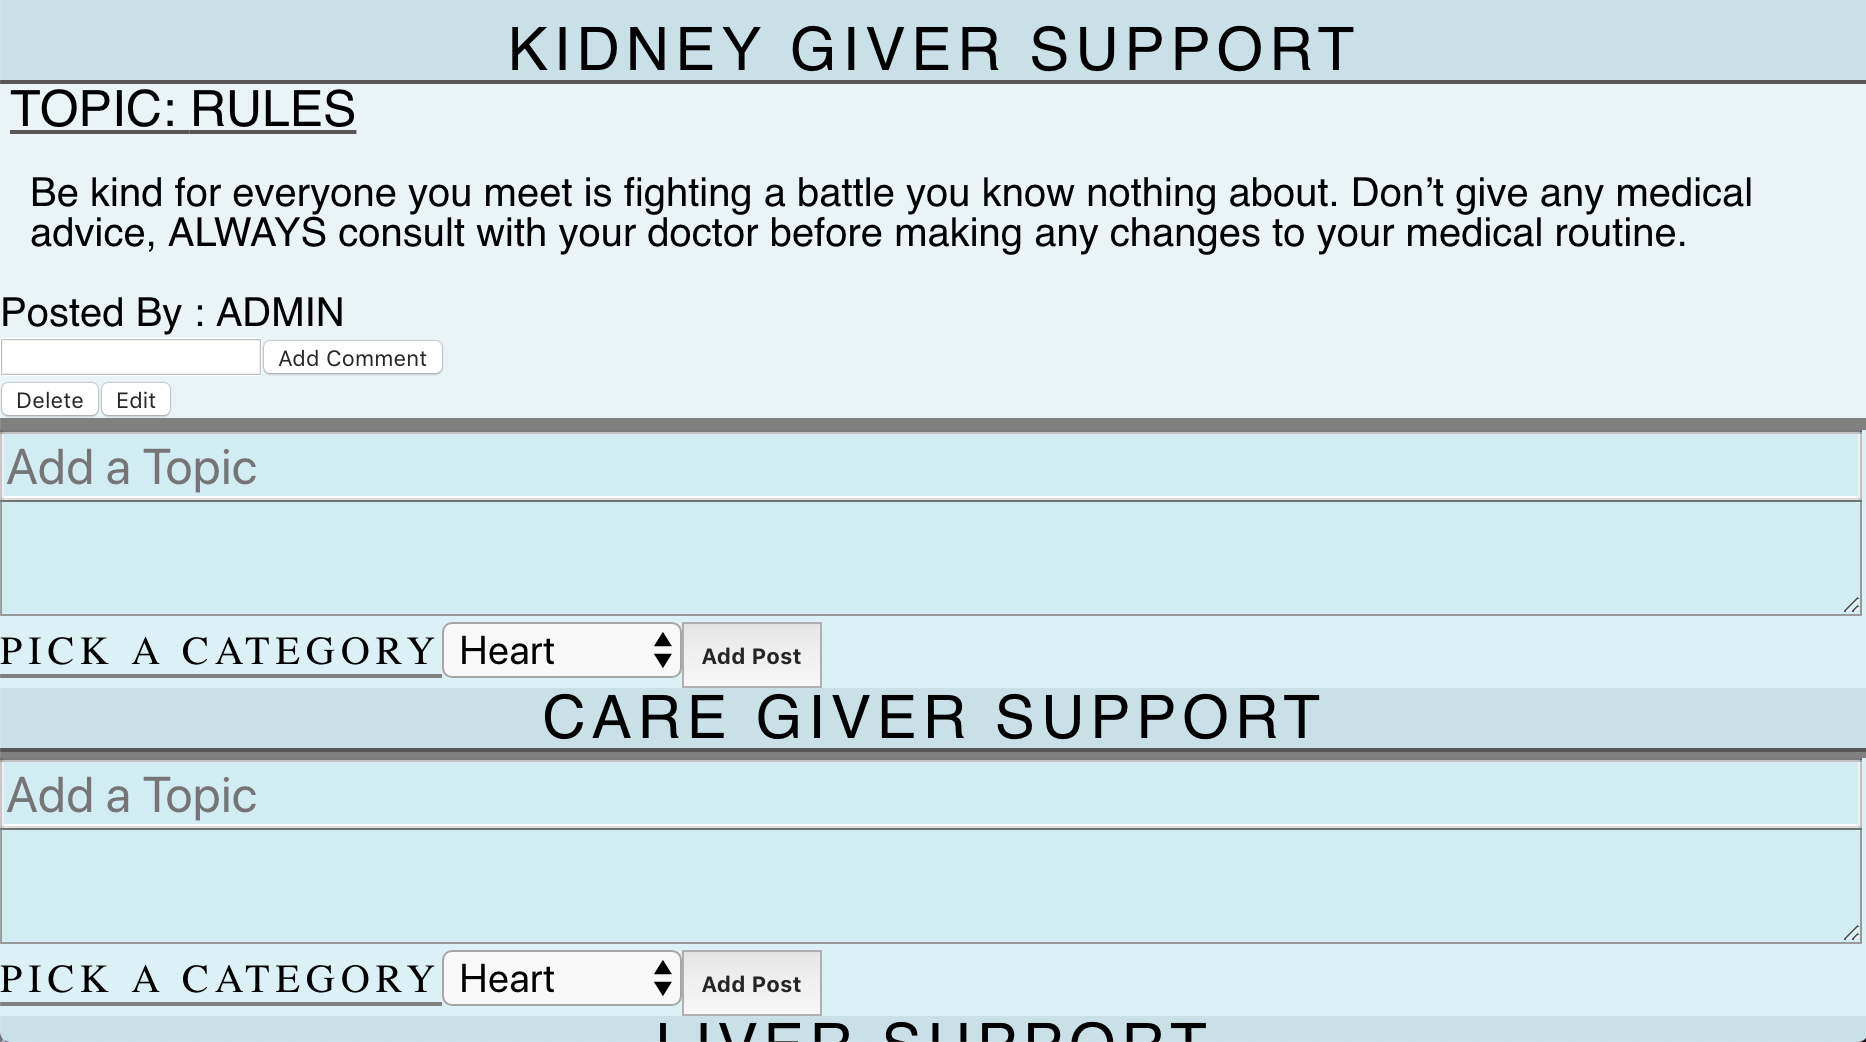 KIDNEY GIVER SUPPORT
TOPIC: RULES
Be kind for everyone you meet is fighting a battle you know nothing about. Don’t give any medical
advice, ALWAYS consult with your doctor before making any changes to your medical routine.
Posted By : ADMIN
Add Comment
Delete Edit
Add a Topic
PICK A CATEGORY Heart Add Post
CARE GIVER SUPPORT
Add a Topic
PICK A CATEGORY Heart Add Post
LIVER SUPPORT